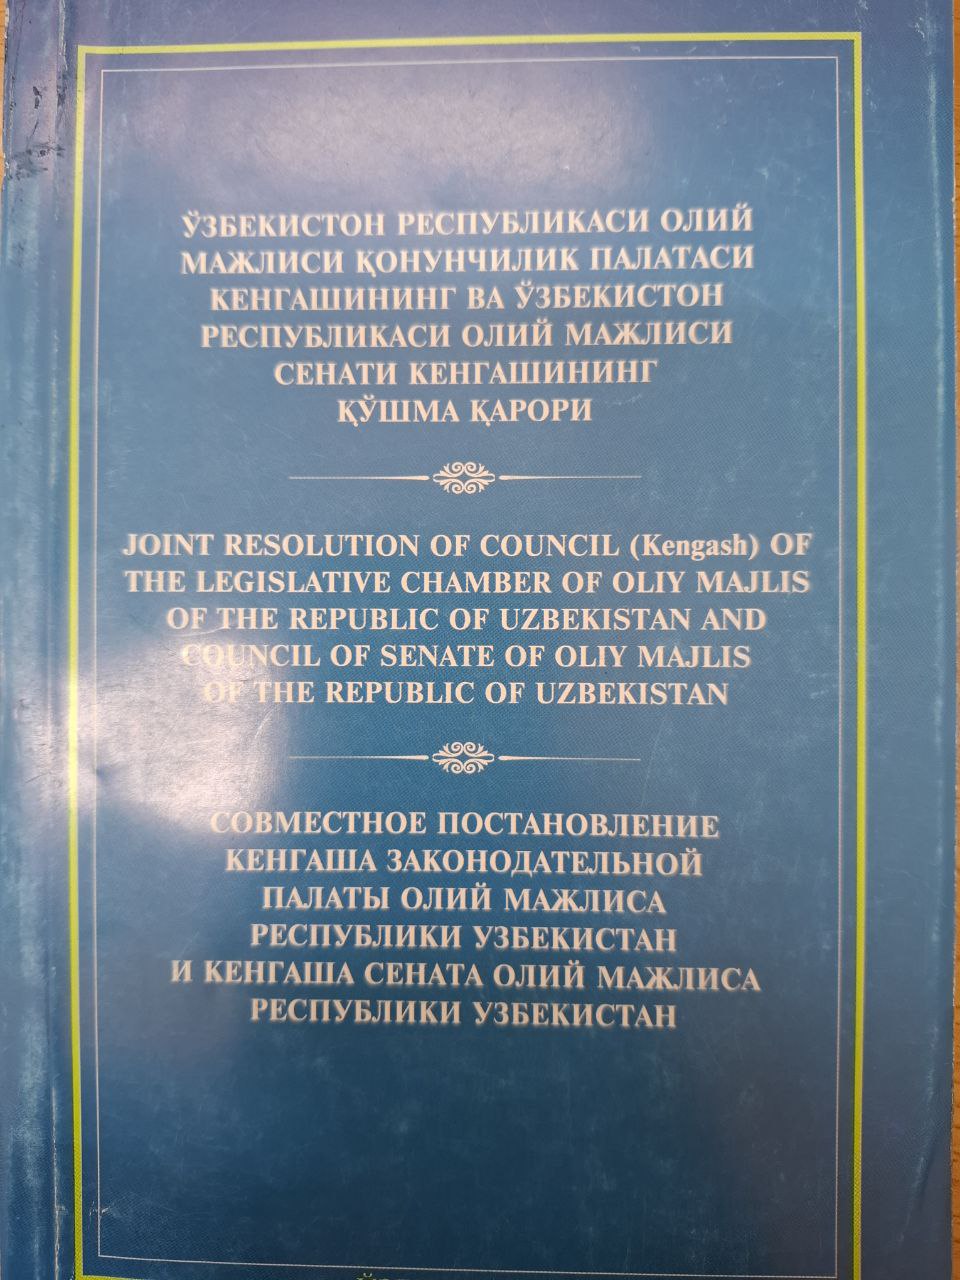 ЎЗБЕКИСТОН РЕСПУБЛИКАСИ ОЛИЙ
МАЖЛИСИ ҚОНУНЧИЛИК ПАЛАТАСИ
КЕНГАШИНИНГ ВА ЎЗБЕКИСТОН
РЕСПУБЛИКАСИ ОЛИЙ МАЖЛИСИ
СЕНАТИ КЕНГАШИНИНГ
ҚЎШМА ҚАРОРИ
JOINT RESOLUTION OF COUNCIL (Kengash) OF
THE LEGISLATIVE CHAMBER OF OLIY MAJLIS
OF THE REPUBLIC OF UZBEKISTAN AND
COUNCIL OF SENATE OF OLIY MAJLIS
OF THE REPUBLIC OF UZBEKISTAN
СОВМЕСТНОЕ ПОСТАНОВЛЕНИЕ
КЕНГАША ЗАКОНОДАТЕЛЬНОЙ
ПАЛАТЫ ОЛИЙ МАЖЛИСА
РЕСПУБЛИКИ УЗБЕКИСТАН
И КЕНГАША СЕНАТА ОЛИЙ МАЖЛИСА
РЕСПУБЛИКИ УЗБЕКИСТАН